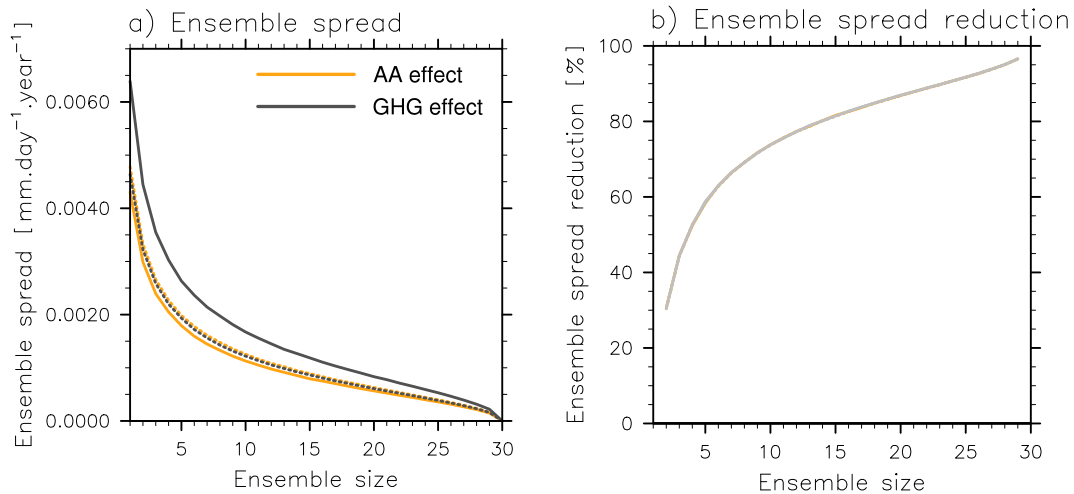 a) Ensemble spread
Ensemble spread [mm.day⁻¹.year⁻¹]
0.0060
0.0040
0.0020
0.0000
AA effect
GHG effect
5 10 15 20 25 30
Ensemble size
b) Ensemble spread reduction
Ensemble spread reduction [%]
100
80
60
40
20
0
5 10 15 20 25 30
Ensemble size